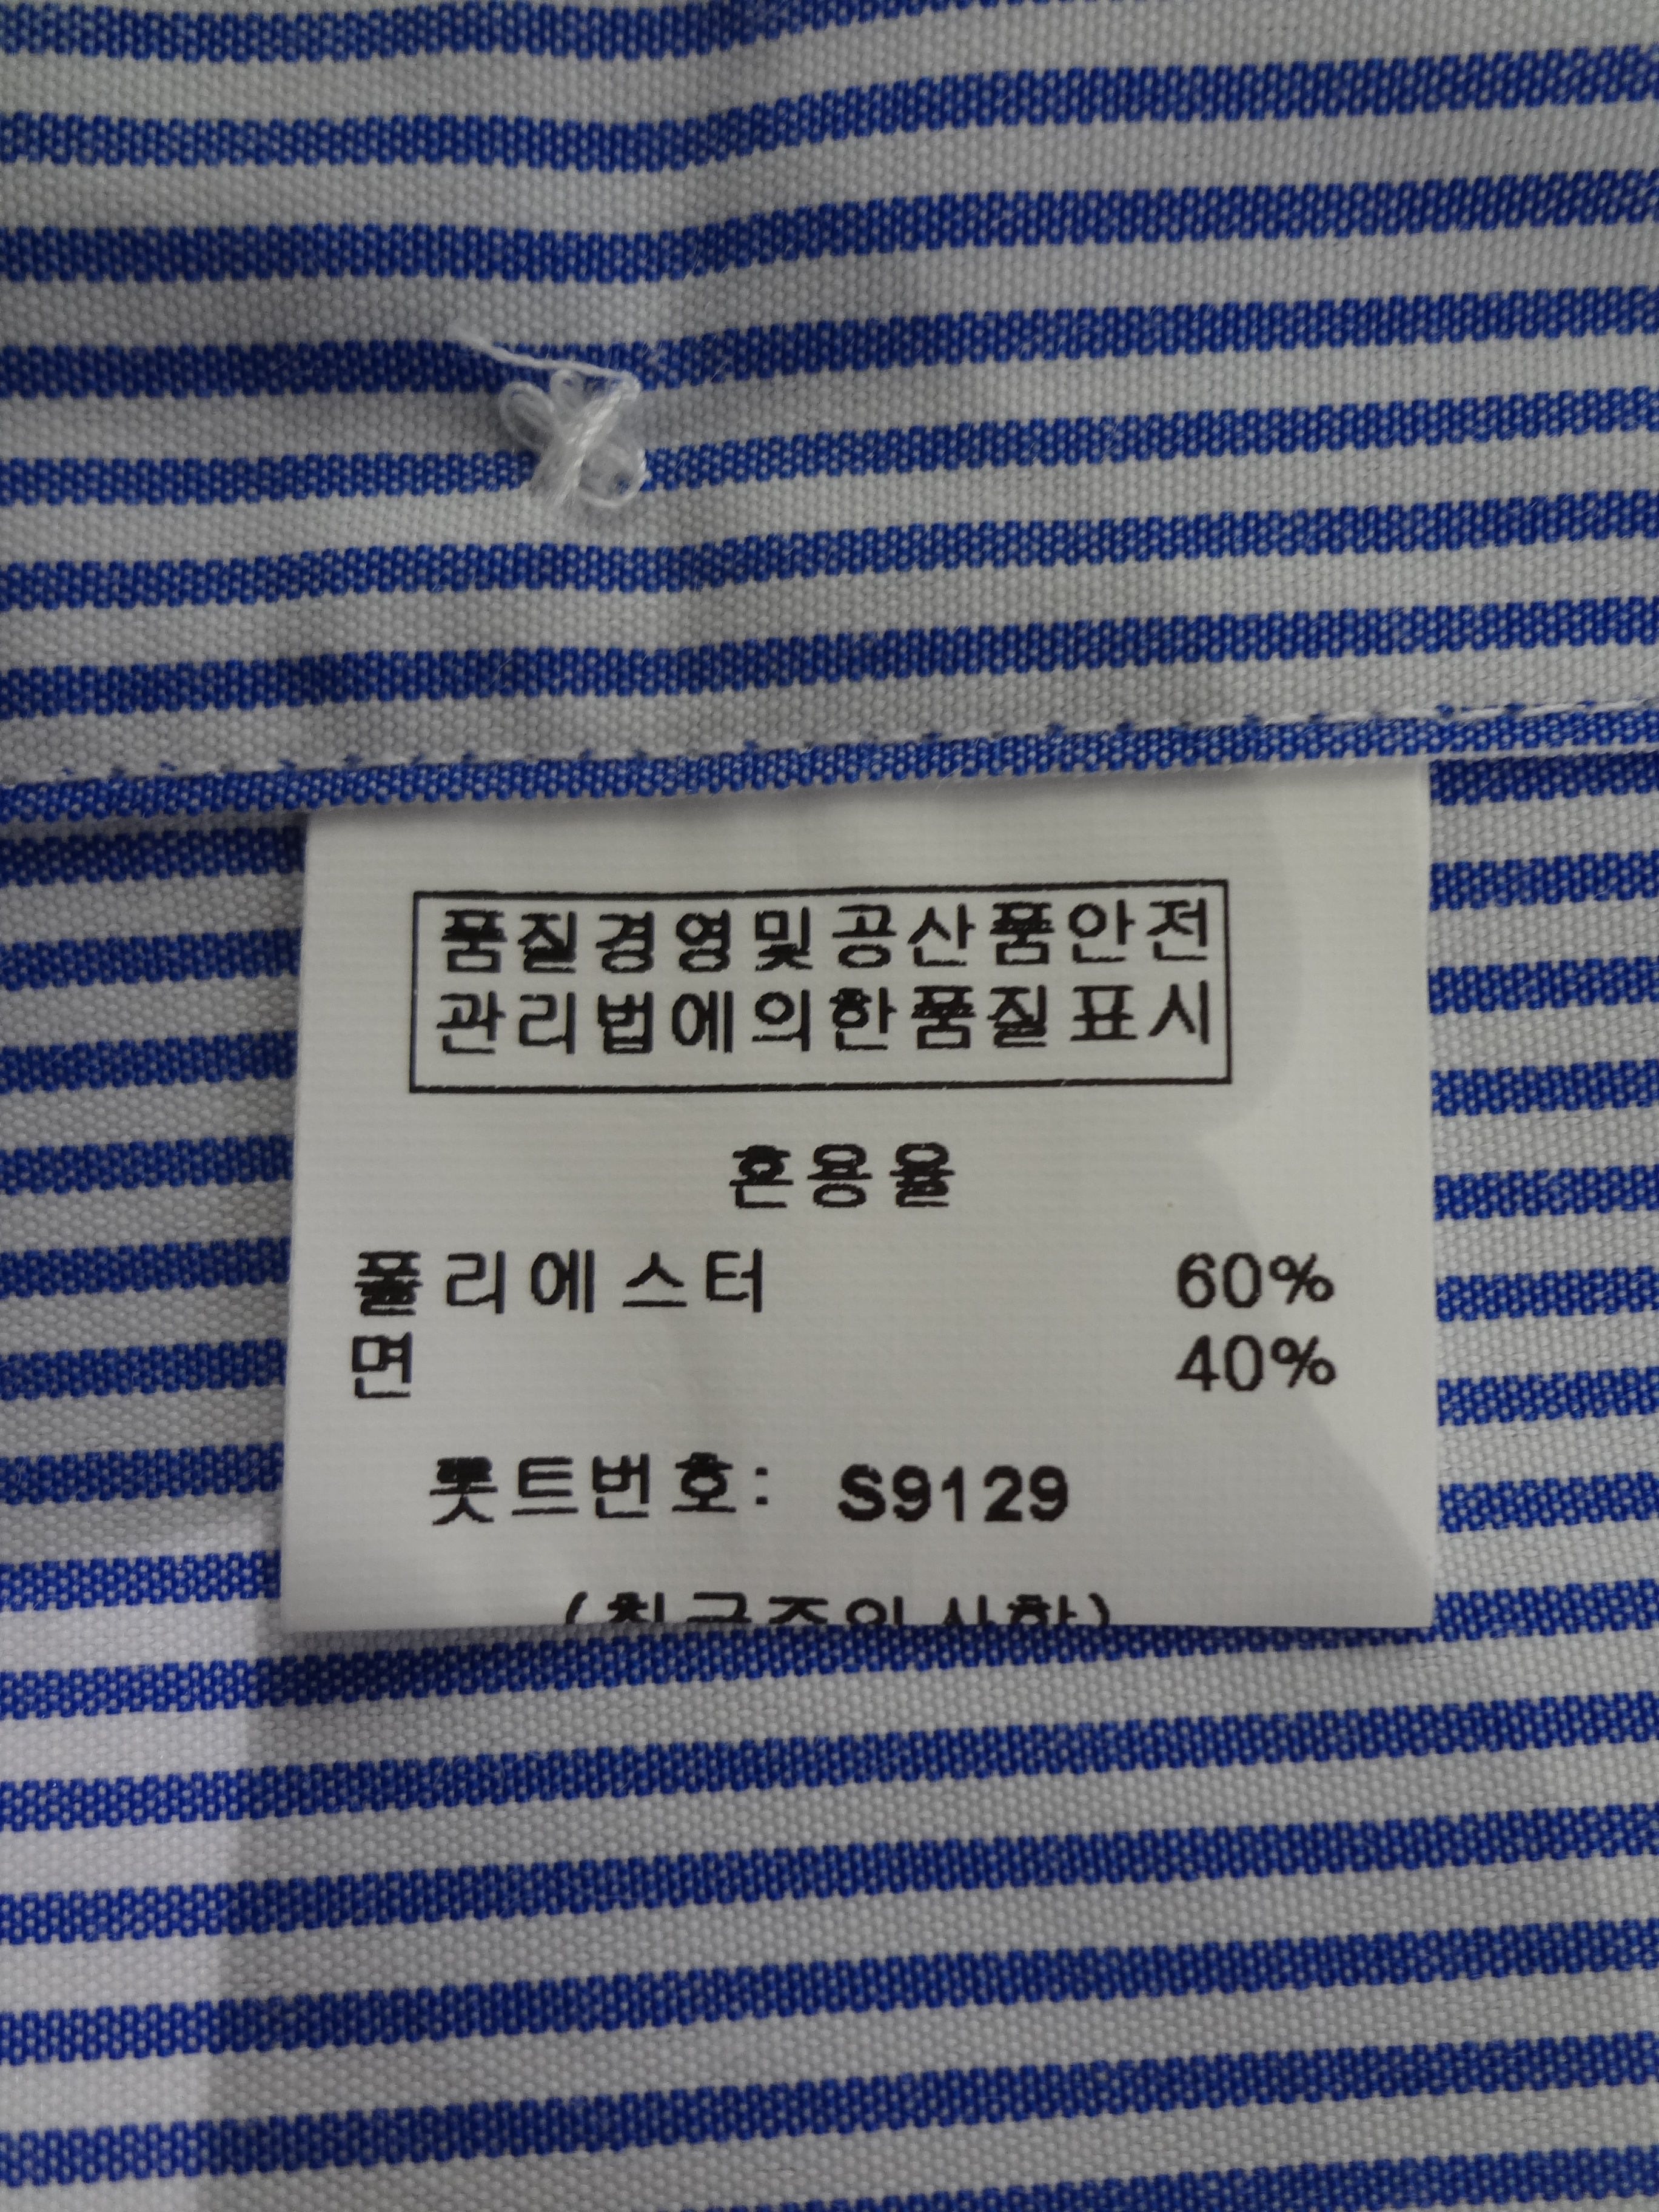 품질경영및공산품안전
관리법에의한품질표시
혼용율
폴리에스터 60%
면 40%
롯트번호: S9129